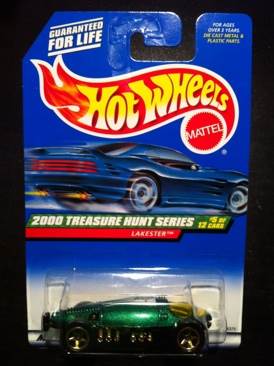 GUARANTEED
FOR LIFE
FOR AGES
OVER 3 YEARS
DIE CAST METAL &
PLASTIC PARTS
HOT WHEELS
MATTEL
2000 TREASURE HUNT SERIES
#5 OF
12 CARS
LAKESTER™